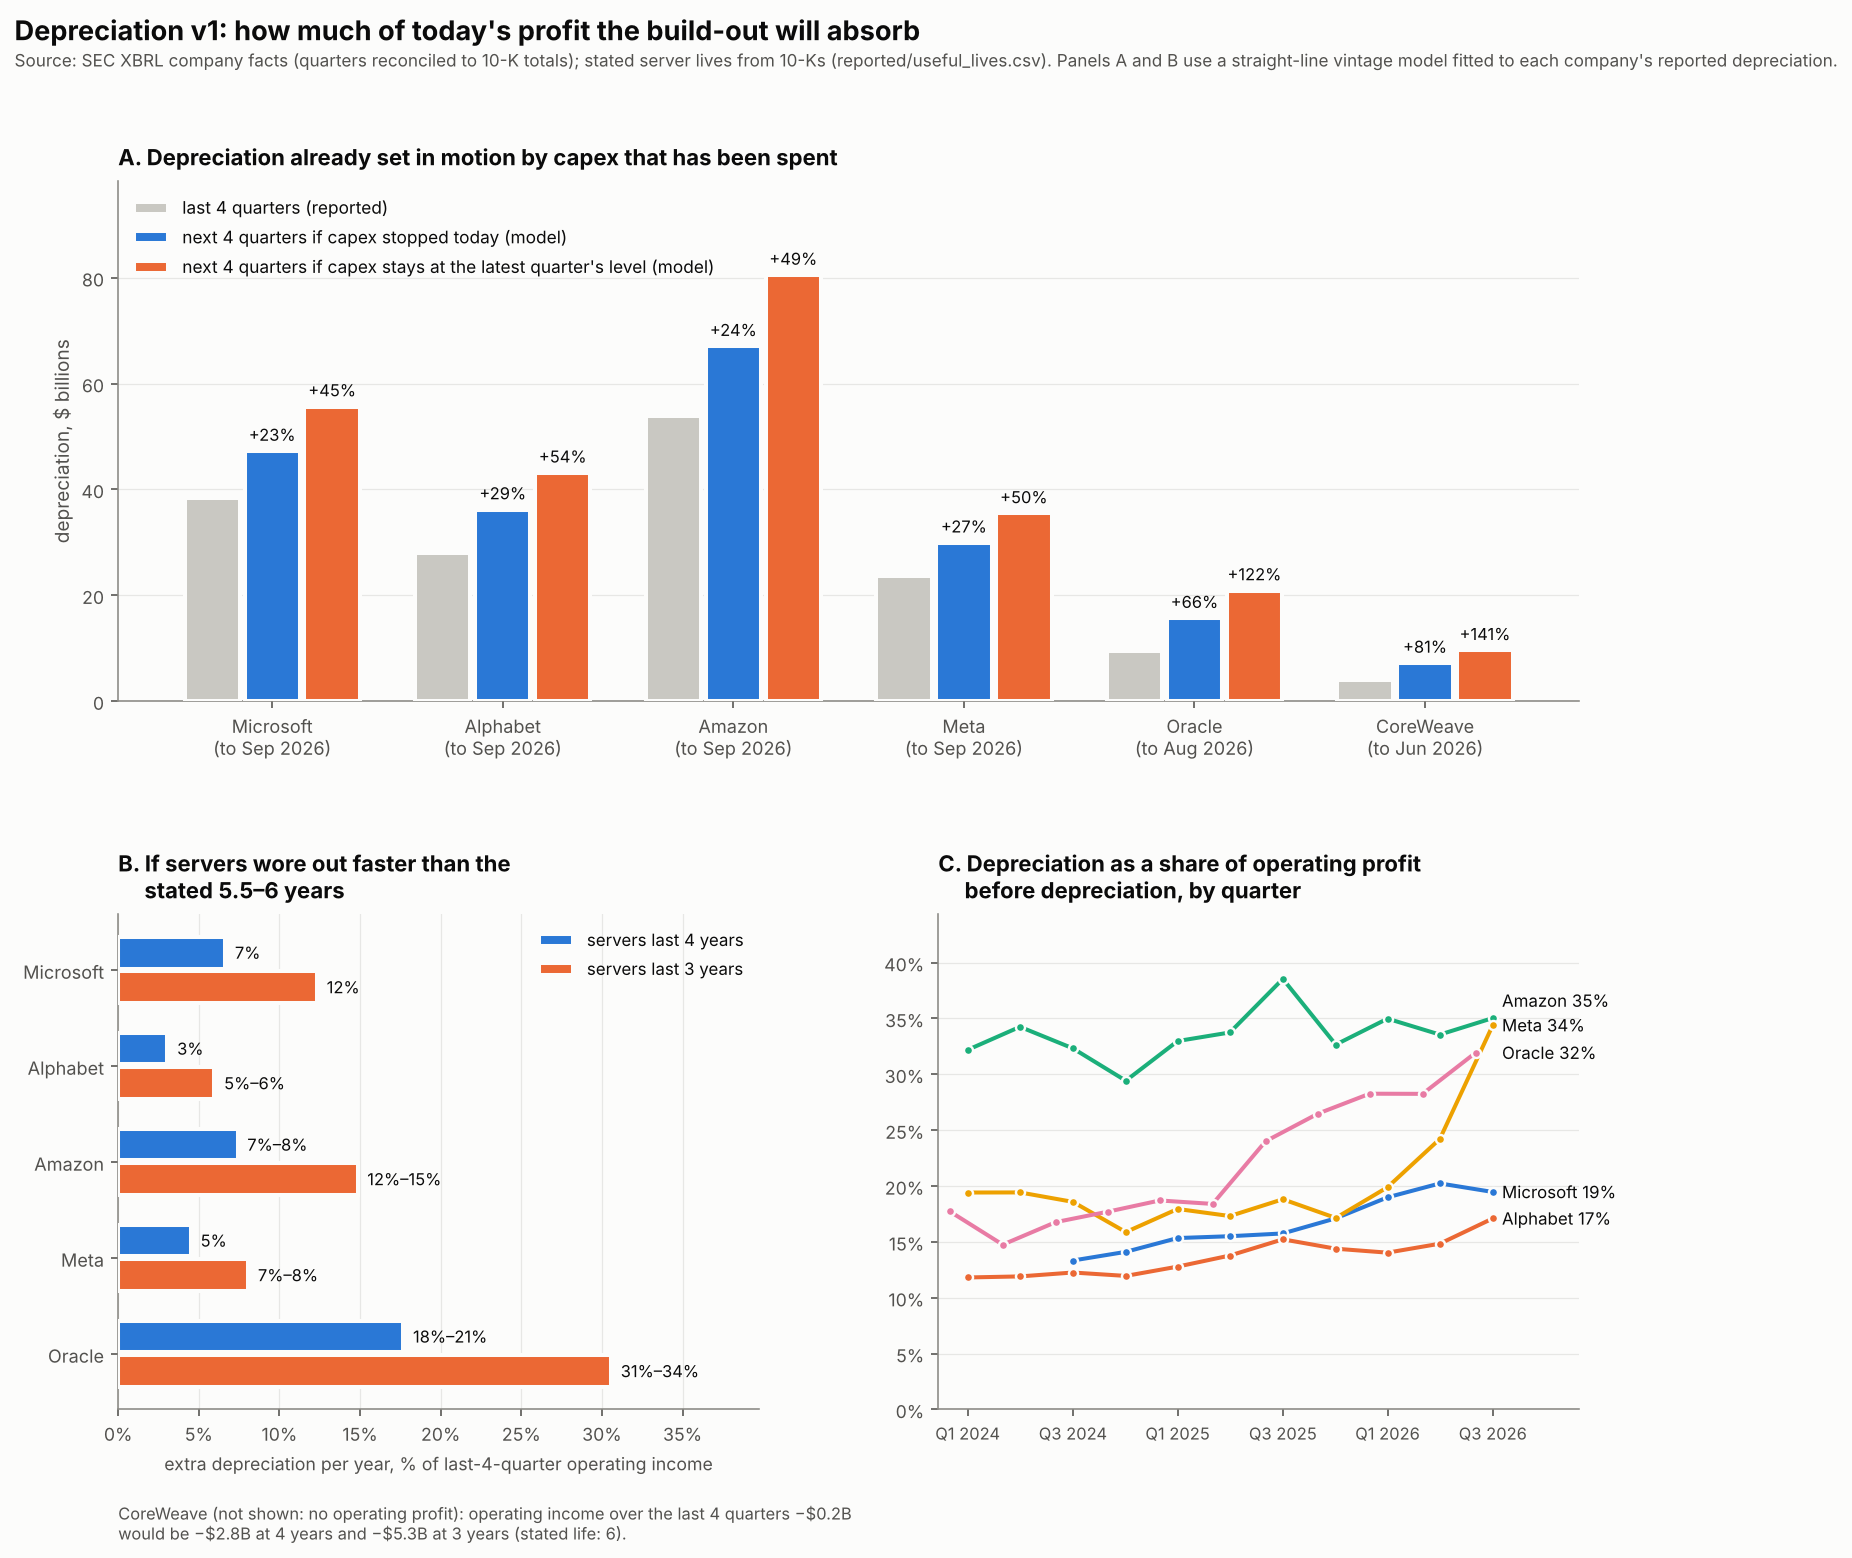 Depreciation v1: how much of today's profit the build-out will absorb
Source: SEC XBRL company facts (quarters reconciled to 10-K totals); stated server lives from 10-Ks (reported/useful_lives.csv). Panels A and B use a straight-line vintage model fitted to each company's reported depreciation.
A. Depreciation already set in motion by capex that has been spent
last 4 quarters (reported)
next 4 quarters if capex stopped today (model)
next 4 quarters if capex stays at the latest quarter's level (model)
depreciation, $ billions
80
60
40
20
0
+23%
+45%
+29%
+54%
+24%
+49%
+27%
+50%
+66%
+122%
+81%
+141%
Microsoft
(to Sep 2026)
Alphabet
(to Sep 2026)
Amazon
(to Sep 2026)
Meta
(to Sep 2026)
Oracle
(to Aug 2026)
CoreWeave
(to Jun 2026)
B. If servers wore out faster than the
stated 5.5–6 years
servers last 4 years
servers last 3 years
Microsoft
7%
12%
Alphabet
3%
5%–6%
Amazon
7%–8%
12%–15%
Meta
5%
7%–8%
Oracle
18%–21%
31%–34%
0% 5% 10% 15% 20% 25% 30% 35%
extra depreciation per year, % of last-4-quarter operating income
CoreWeave (not shown: no operating profit): operating income over the last 4 quarters −$0.2B
would be −$2.8B at 4 years and −$5.3B at 3 years (stated life: 6).
C. Depreciation as a share of operating profit
before depreciation, by quarter
40%
35%
30%
25%
20%
15%
10%
5%
0%
Amazon 35%
Meta 34%
Oracle 32%
Microsoft 19%
Alphabet 17%
Q1 2024 Q3 2024 Q1 2025 Q3 2025 Q1 2026 Q3 2026